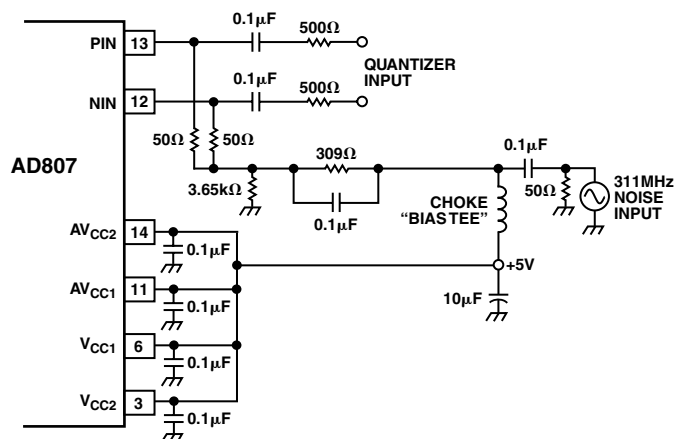 0.1µF
500Ω
PIN
13
QUANTIZER
INPUT
0.1µF
500Ω
NIN
12
50Ω
50Ω
AD807
309Ω
0.1µF
3.65kΩ
0.1µF
CHOKE
"BIAS TEE"
50Ω
311MHz
NOISE
INPUT
AVCC2
14
0.1µF
+5V
AVCC1
11
0.1µF
10µF
VCC1
6
0.1µF
VCC2
3
0.1µF